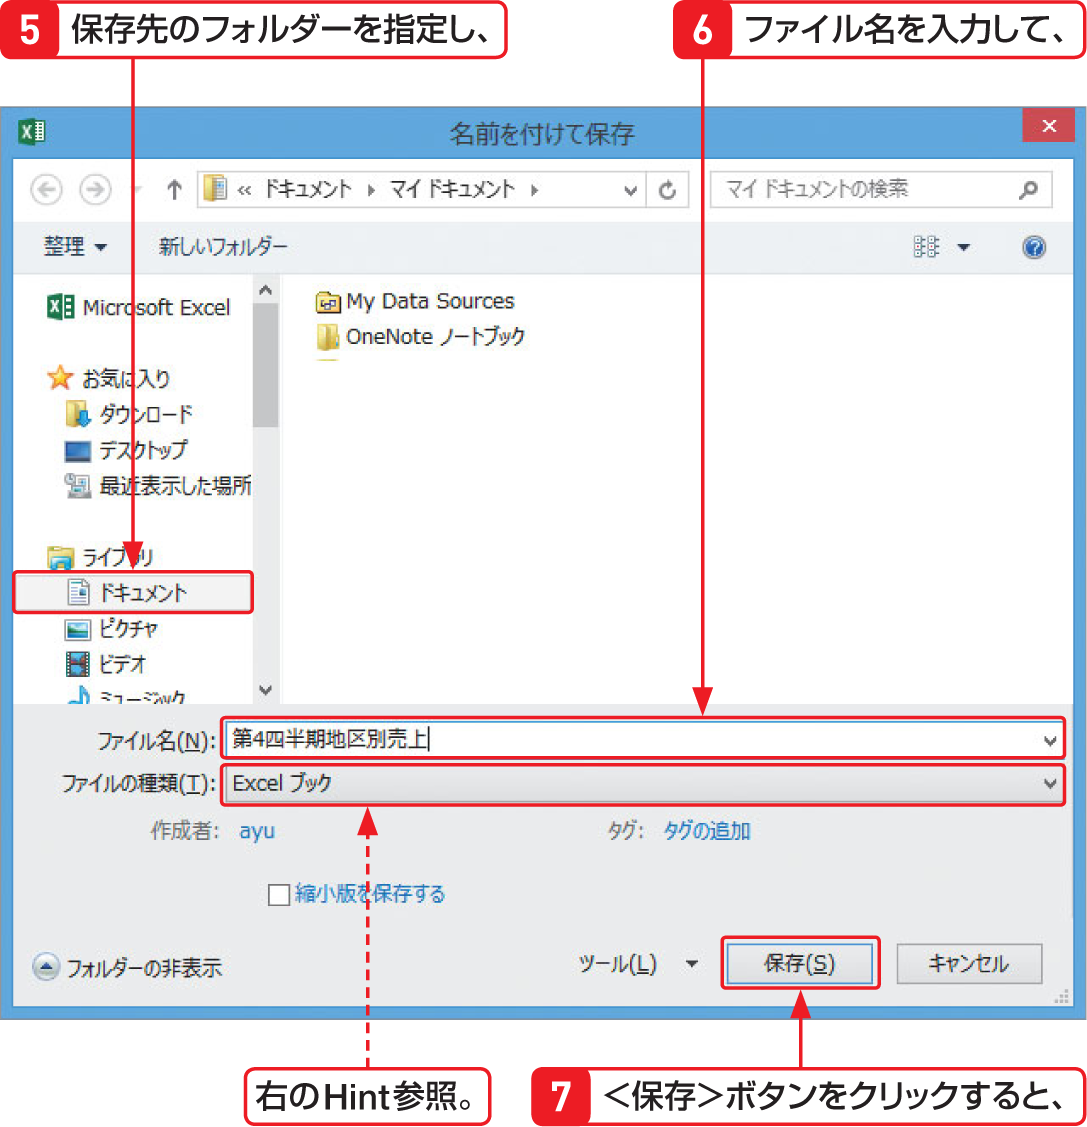 5 保存先のフォルダーを指定し、
6 ファイル名を入力して、
名前を付けて保存
« ドキュメント ▸ マイ ドキュメント ▸
マイ ドキュメントの検索
整理 ▼ 新しいフォルダー
Microsoft Excel
お気に入り
ダウンロード
デスクトップ
最近表示した場所
ライブラリ
ドキュメント
ピクチャ
ビデオ
ミュージック
My Data Sources
OneNote ノートブック
ファイル名(N): 第4四半期地区別売上
ファイルの種類(T): Excel ブック
作成者: ayu タグ: タグの追加
縮小版を保存する
フォルダーの非表示
ツール(L) ▼ 保存(S) キャンセル
右のHint参照。
7 <保存>ボタンをクリックすると、